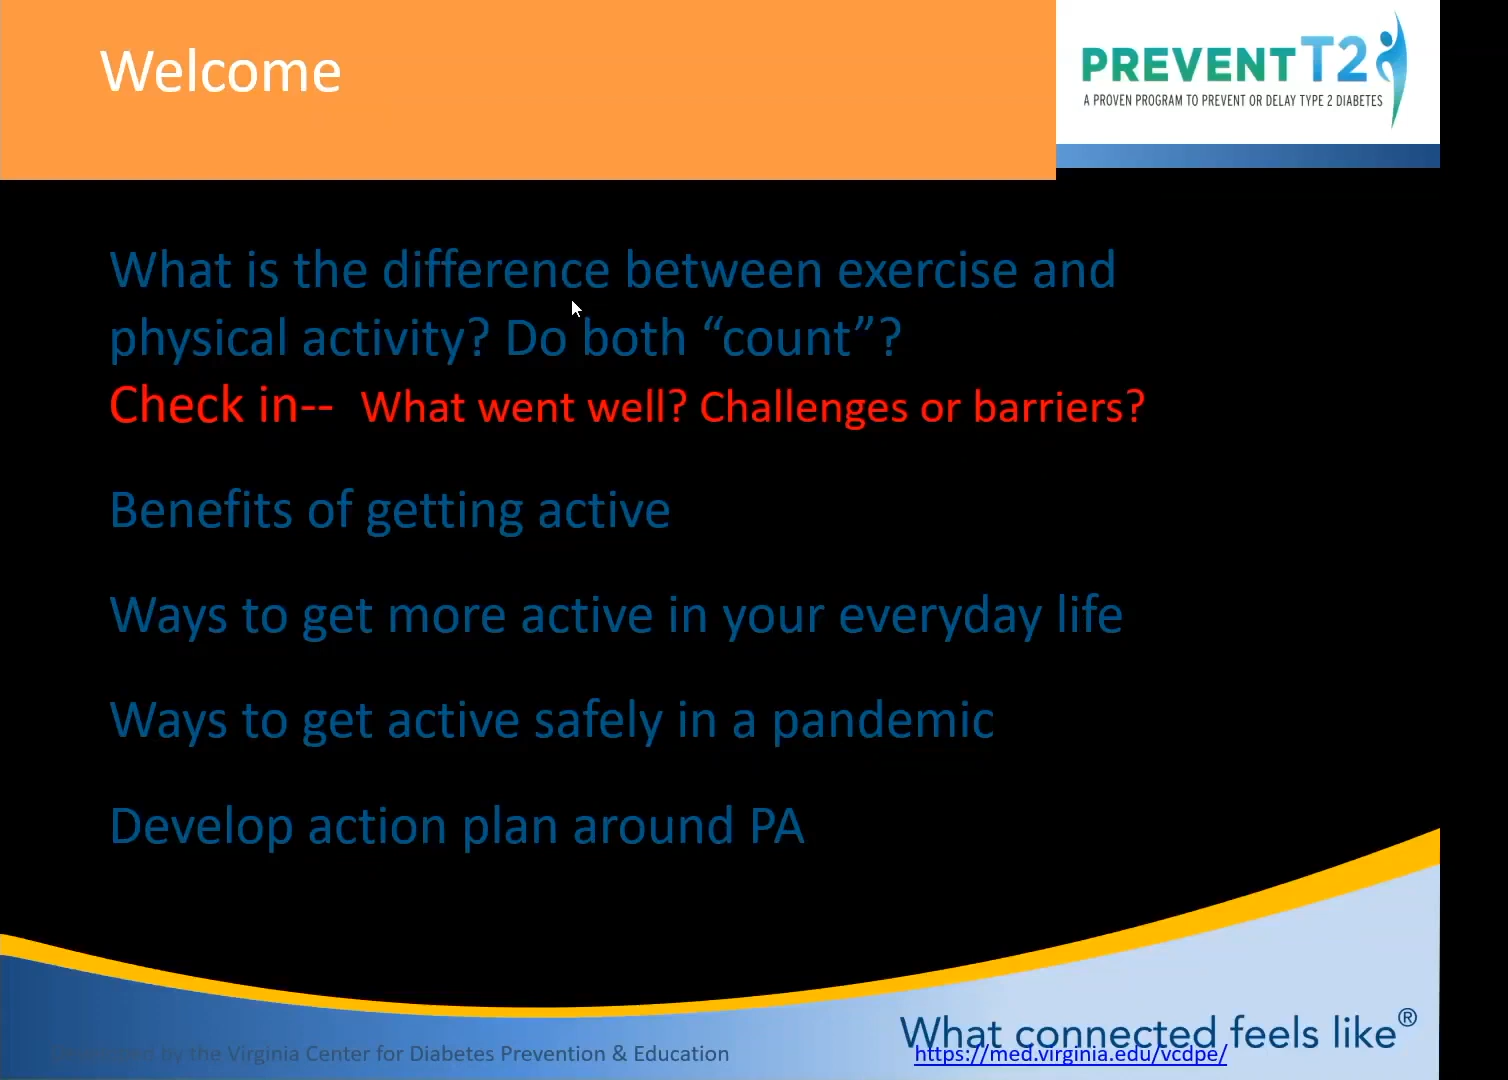 Welcome
PREVENT T2
A PROVEN PROGRAM TO PREVENT OR DELAY TYPE 2 DIABETES
What is the difference between exercise and
physical activity? Do both “count”?
Check in-- What went well? Challenges or barriers?
Benefits of getting active
Ways to get more active in your everyday life
Ways to get active safely in a pandemic
Develop action plan around PA
What connected feels like®
by the Virginia Center for Diabetes Prevention & Education
https://med.virginia.edu/vcdpe/